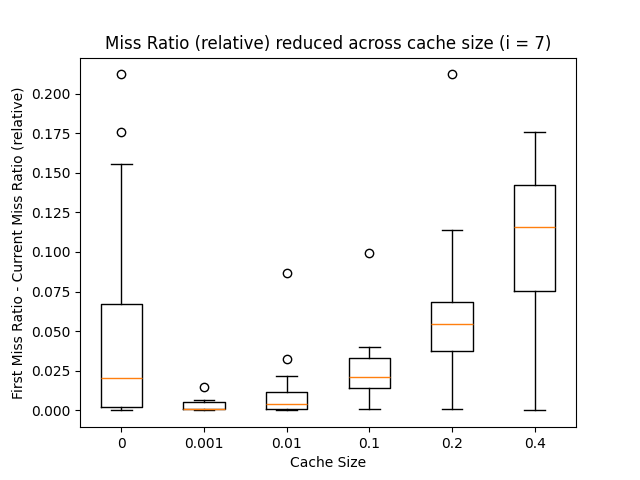 Miss Ratio (relative) reduced across cache size (i = 7)
First Miss Ratio - Current Miss Ratio (relative)
0.200
0.175
0.150
0.125
0.100
0.075
0.050
0.025
0.000
0 0.001 0.01 0.1 0.2 0.4
Cache Size